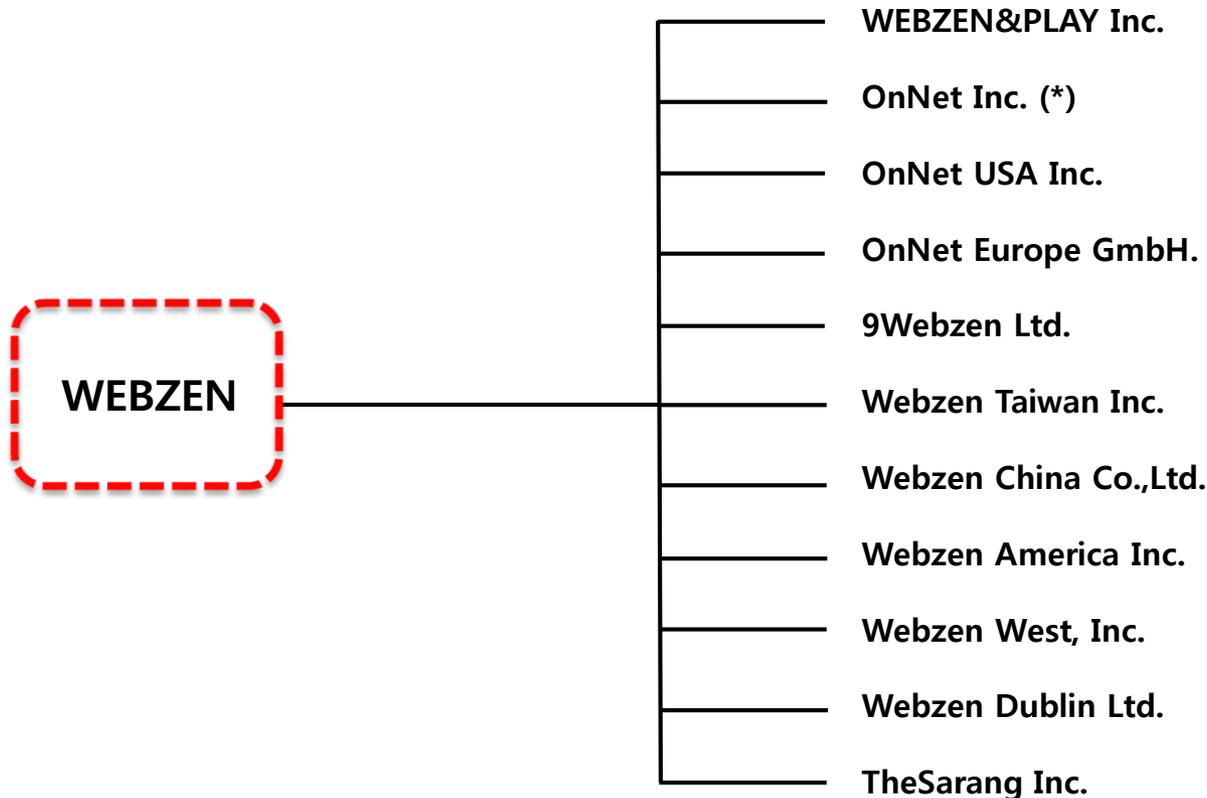 WEBZEN
WEBZEN&PLAY Inc.
OnNet Inc. (*)
OnNet USA Inc.
OnNet Europe GmbH.
9Webzen Ltd.
Webzen Taiwan Inc.
Webzen China Co.,Ltd.
Webzen America Inc.
Webzen West, Inc.
Webzen Dublin Ltd.
TheSarang Inc.